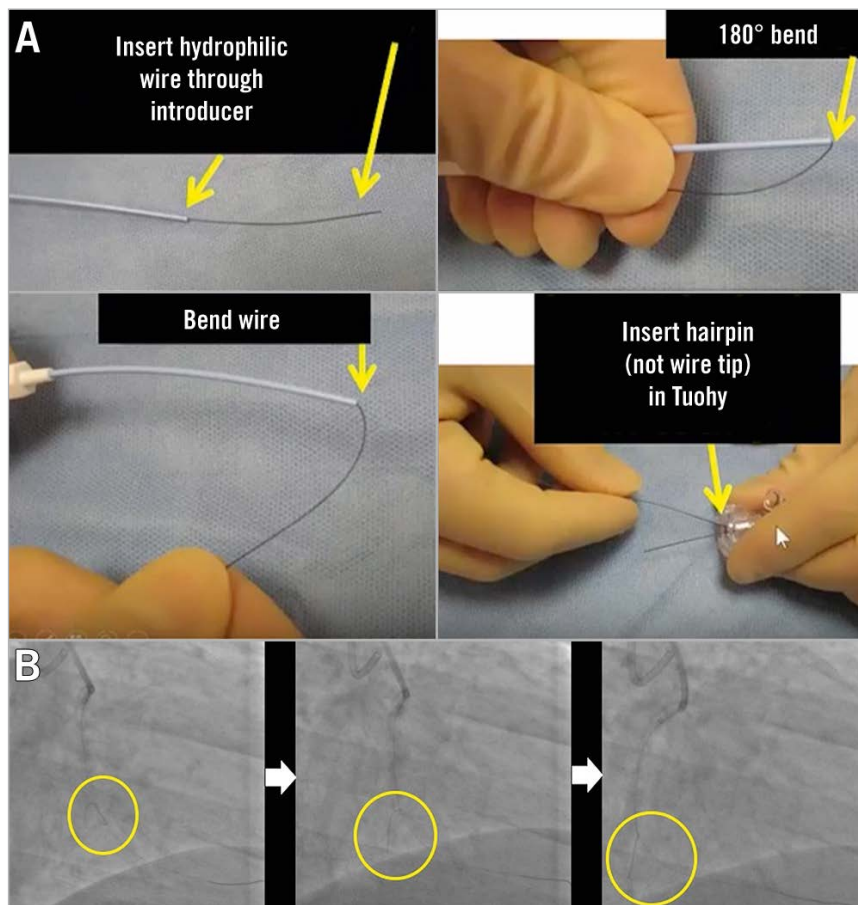 A
Insert hydrophilic
wire through
introducer
180° bend
Bend wire
Insert hairpin
(not wire tip)
in Tuohy
B